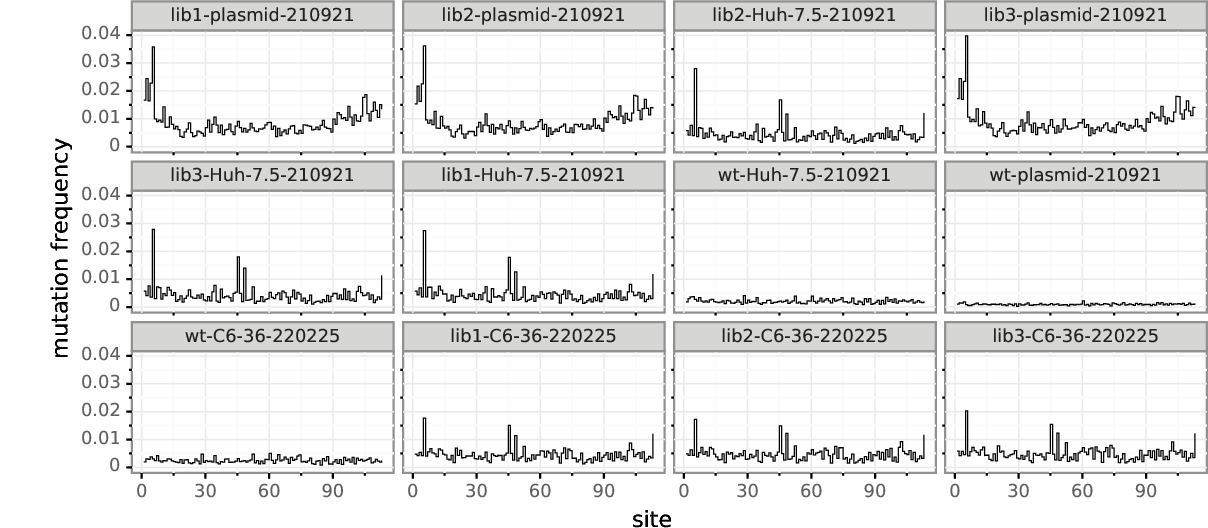 lib1-plasmid-210921 lib2-plasmid-210921 lib2-Huh-7.5-210921 lib3-plasmid-210921
0.04
0.03
0.02
0.01
0
lib3-Huh-7.5-210921 lib1-Huh-7.5-210921 wt-Huh-7.5-210921 wt-plasmid-210921
0.04
0.03
0.02
0.01
0
mutation frequency
wt-C6-36-220225 lib1-C6-36-220225 lib2-C6-36-220225 lib3-C6-36-220225
0.04
0.03
0.02
0.01
0
0 30 60 90 0 30 60 90 0 30 60 90 0 30 60 90
site